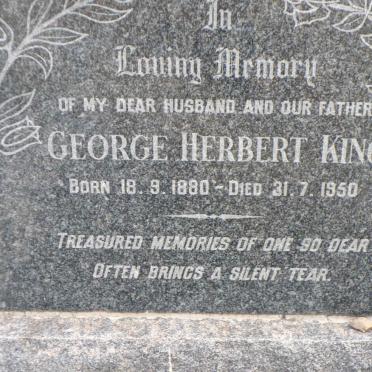 In
Loving Memory
OF MY DEAR HUSBAND AND OUR FATHER
GEORGE HERBERT KING
BORN 18.9.1880 - DIED 31.7.1950
TREASURED MEMORIES OF ONE SO DEAR
OFTEN BRINGS A SILENT TEAR.